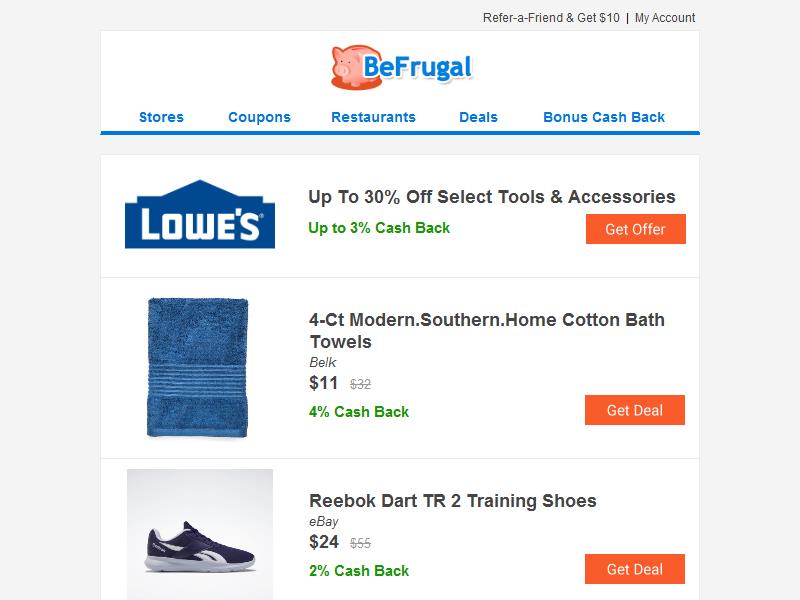 Refer-a-Friend & Get $10 | My Account
BeFrugal
Stores Coupons Restaurants Deals Bonus Cash Back
LOWE'S®
Up To 30% Off Select Tools & Accessories
Up to 3% Cash Back
Get Offer
4-Ct Modern.Southern.Home Cotton Bath
Towels
Belk
$11 $32
4% Cash Back
Get Deal
Reebok Dart TR 2 Training Shoes
eBay
$24 $55
2% Cash Back
Get Deal